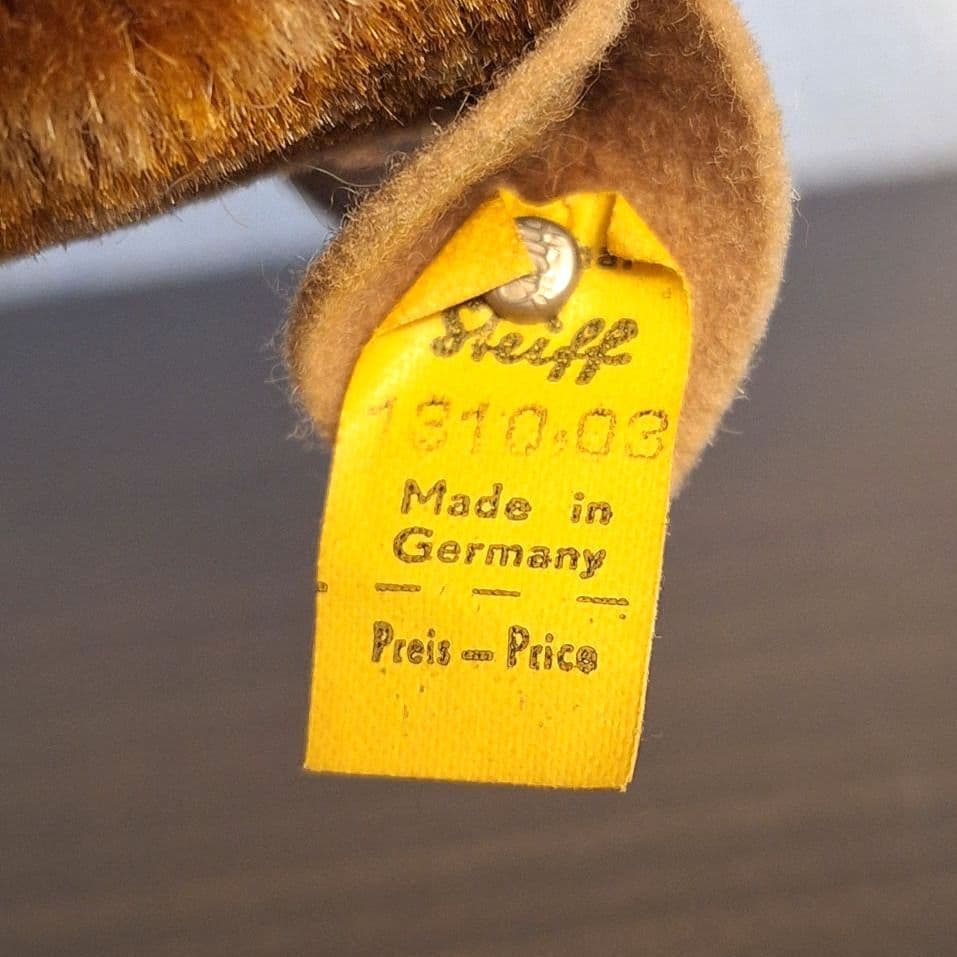 Steiff
1310,03
Made in
Germany
Preis – Price